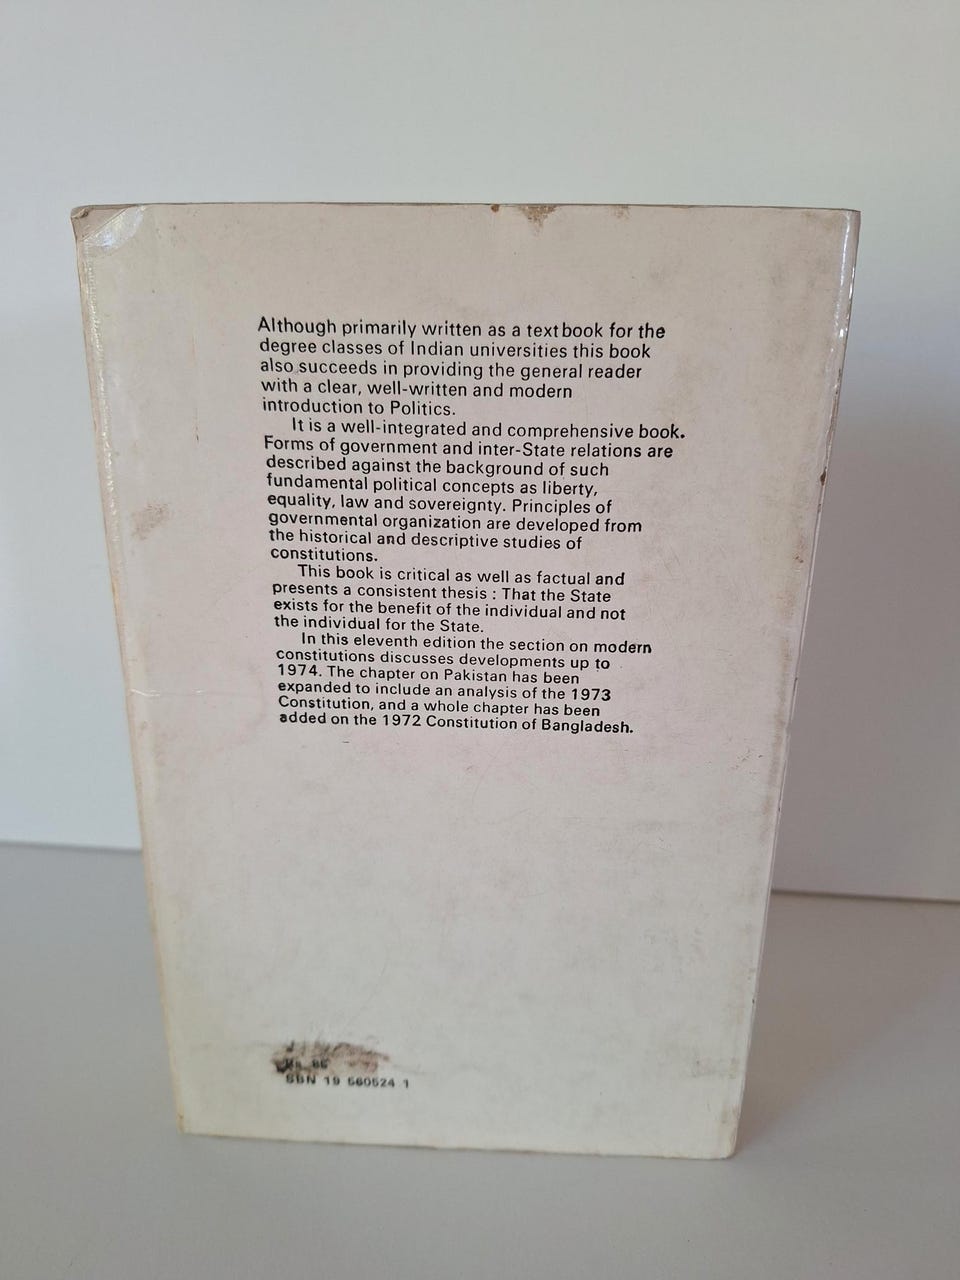 Although primarily written as a textbook for the
degree classes of Indian universities this book
also succeeds in providing the general reader
with a clear, well-written and modern
introduction to Politics.
It is a well-integrated and comprehensive book.
Forms of government and inter-State relations are
described against the background of such
fundamental political concepts as liberty,
equality, law and sovereignty. Principles of
governmental organization are developed from
the historical and descriptive studies of
constitutions.
This book is critical as well as factual and
presents a consistent thesis : That the State
exists for the benefit of the individual and not
the individual for the State.
In this eleventh edition the section on modern
constitutions discusses developments up to
1974. The chapter on Pakistan has been
expanded to include an analysis of the 1973
Constitution, and a whole chapter has been
added on the 1972 Constitution of Bangladesh.
SBN 19 560524 1